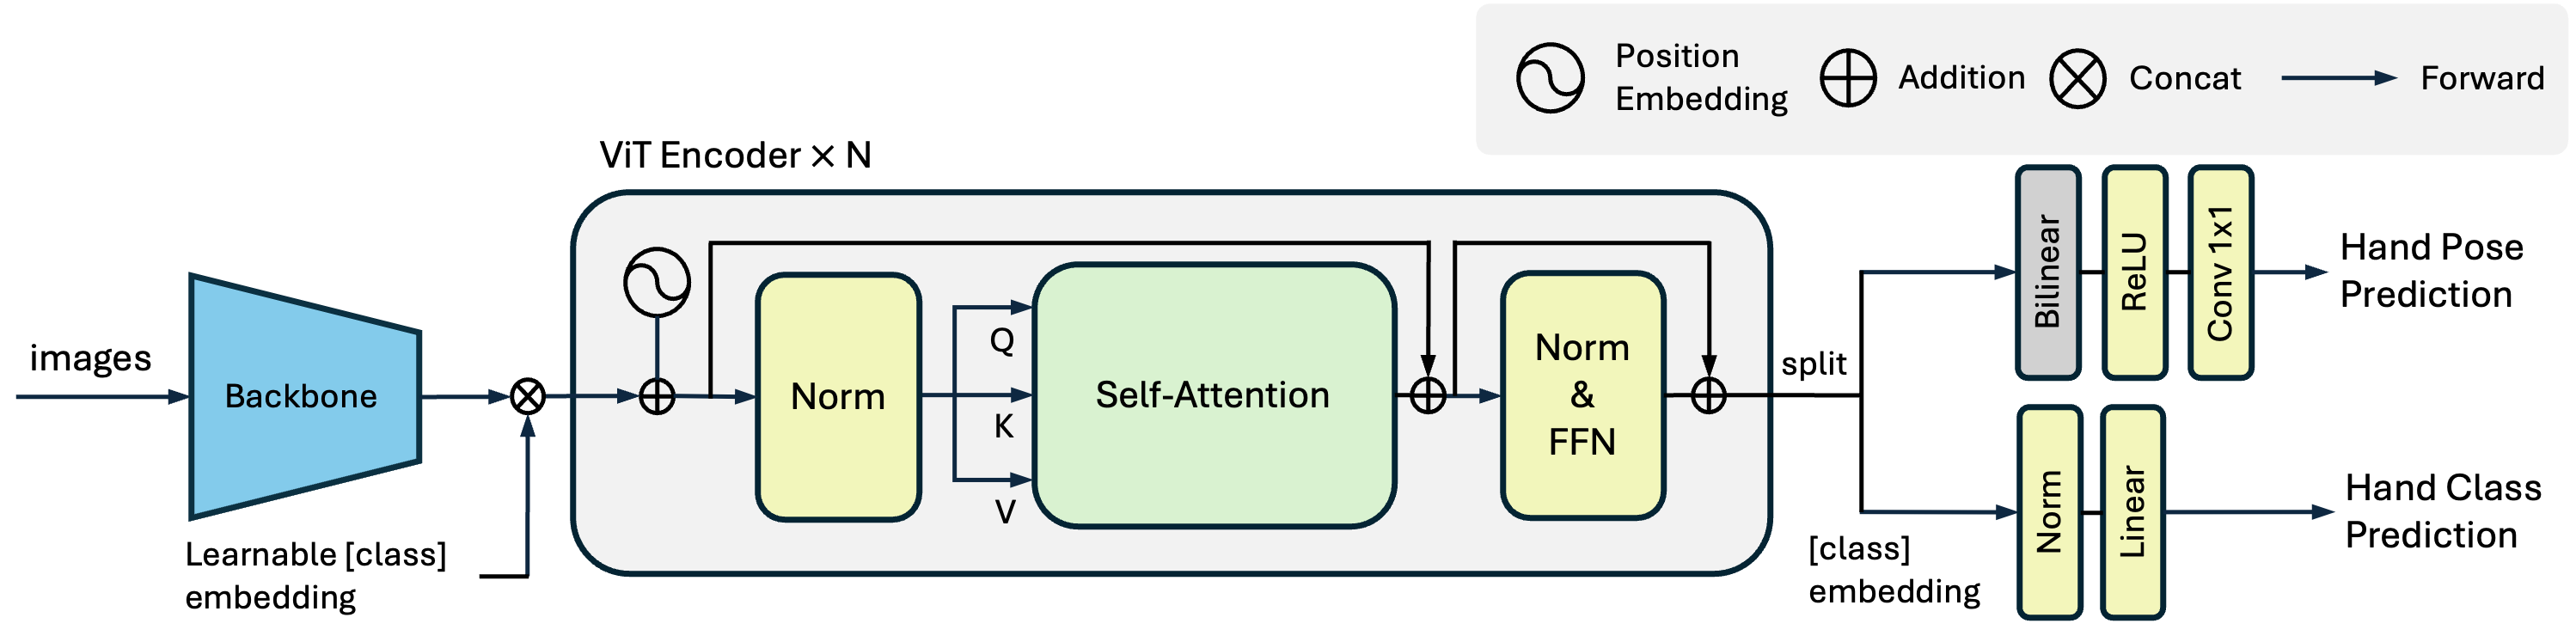 Position
Embedding
Addition
Concat
Forward
ViT Encoder × N
images
Backbone
Learnable [class]
embedding
Norm
Q
K
V
Self-Attention
Norm
&
FFN
split
Bilinear
ReLU
Conv 1x1
Hand Pose
Prediction
[class]
embedding
Norm
Linear
Hand Class
Prediction